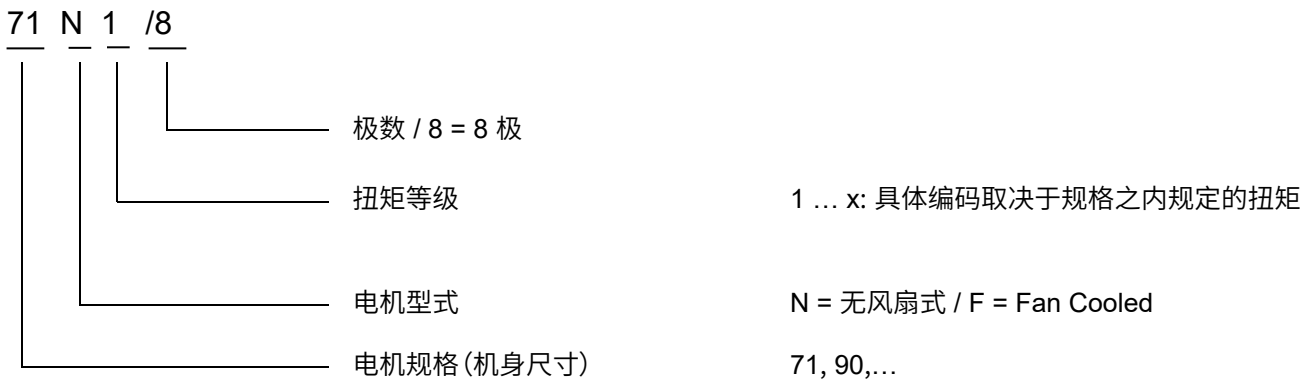 71 N 1 /8
极数 / 8 = 8 极
扭矩等级 1 … x: 具体编码取决于规格之内规定的扭矩
电机型式 N = 无风扇式 / F = Fan Cooled
电机规格(机身尺寸) 71, 90,…